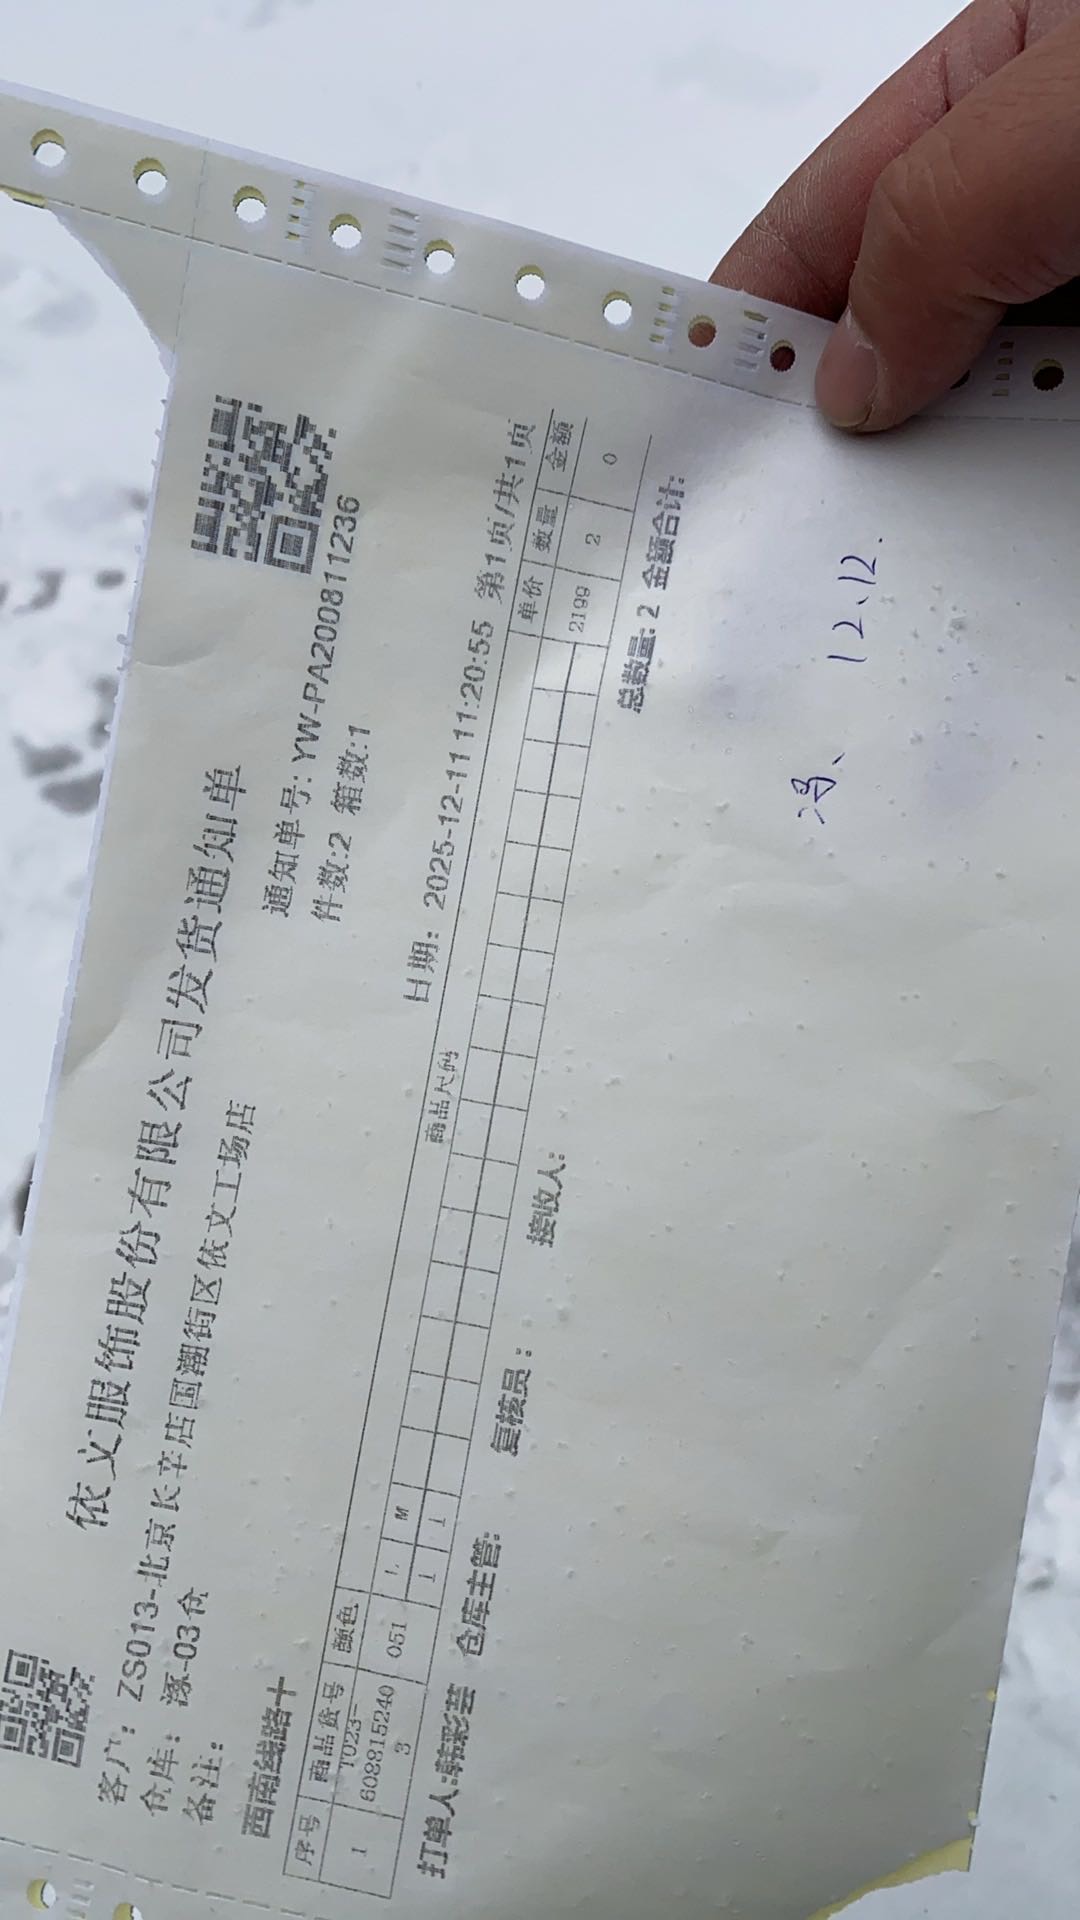 依文服饰股份有限公司发货通知单
客户: ZS013-北京长辛店国潮街区依文工场店
通知单号: YW-PA200811236
仓库: 涿-03仓
件数:2 箱数:1
备注:
西南线路十
日期: 2025-12-11 11:20:55 第1页/共1页
序号 商品货号 颜色 商品尺码 单价 数量 金额
L M
1 T023-6088152403 051 1 1 2199 2 0
总数量: 2 金额合计:
打单人:韩彩芸 仓库主管: 复核员: 接收人:
冯、 12、12.